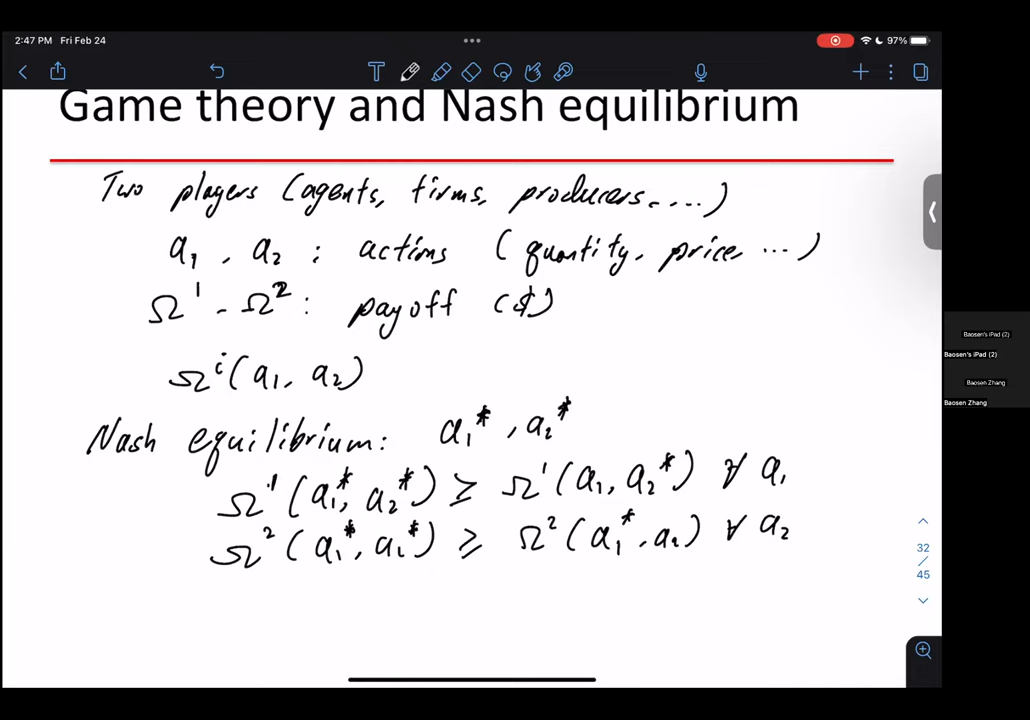 2:47 PM Fri Feb 24
97%
Game theory and Nash equilibrium
Two players (agents, firms, producers. ....)
a₁ , a₂ : actions (quantity, price, ...)
Ω¹ - Ω² : payoff ($)
Ωⁱ(a₁, a₂)
Nash equilibrium: a₁* , a₂*
Ω¹(a₁*, a₂*) ≥ Ω¹(a₁, a₂*) ∀ a₁
Ω²(a₁*, a₂*) ≥ Ω²(a₁*, a₂) ∀ a₂
32
/
45
Baosen's iPad (2)
Baosen's iPad (2)
Baosen Zhang
Baosen Zhang